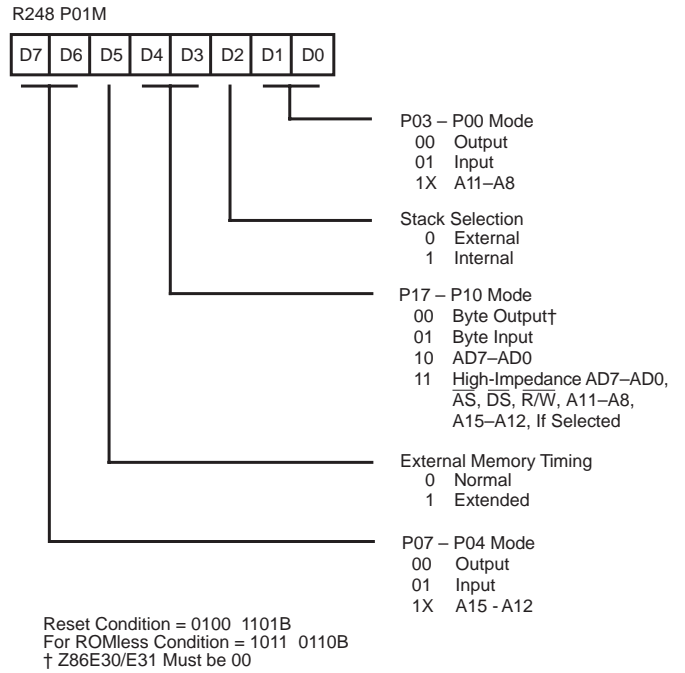 R248 P01M
D7 D6 D5 D4 D3 D2 D1 D0
P03 – P00 Mode
00 Output
01 Input
1X A11–A8
Stack Selection
0 External
1 Internal
P17 – P10 Mode
00 Byte Output†
01 Byte Input
10 AD7–AD0
11 High-Impedance AD7–AD0,
A̅S̅, D̅S̅, R̅/̅W̅, A11–A8,
A15–A12, If Selected
External Memory Timing
0 Normal
1 Extended
P07 – P04 Mode
00 Output
01 Input
1X A15 - A12
Reset Condition = 0100 1101B
For ROMless Condition = 1011 0110B
† Z86E30/E31 Must be 00